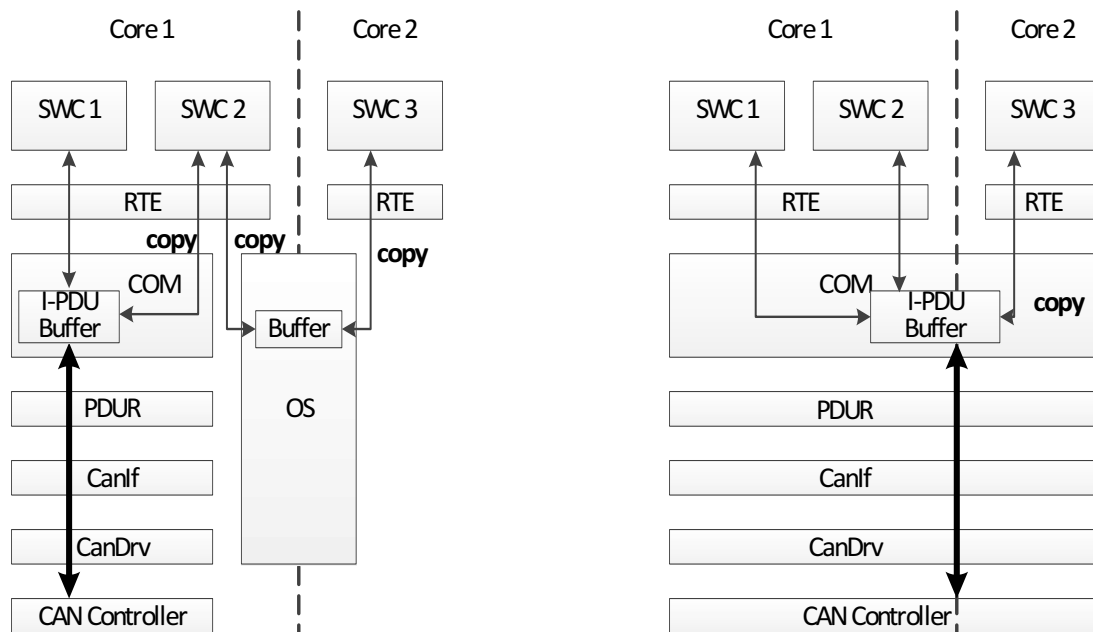 Core 1
Core 2
SWC 1
SWC 2
SWC 3
RTE
RTE
copy
copy
copy
COM
I-PDU
Buffer
Buffer
PDUR
OS
CanIf
CanDrv
CAN Controller
Core 1
Core 2
SWC 1
SWC 2
SWC 3
RTE
RTE
COM
I-PDU
Buffer
copy
PDUR
CanIf
CanDrv
CAN Controller